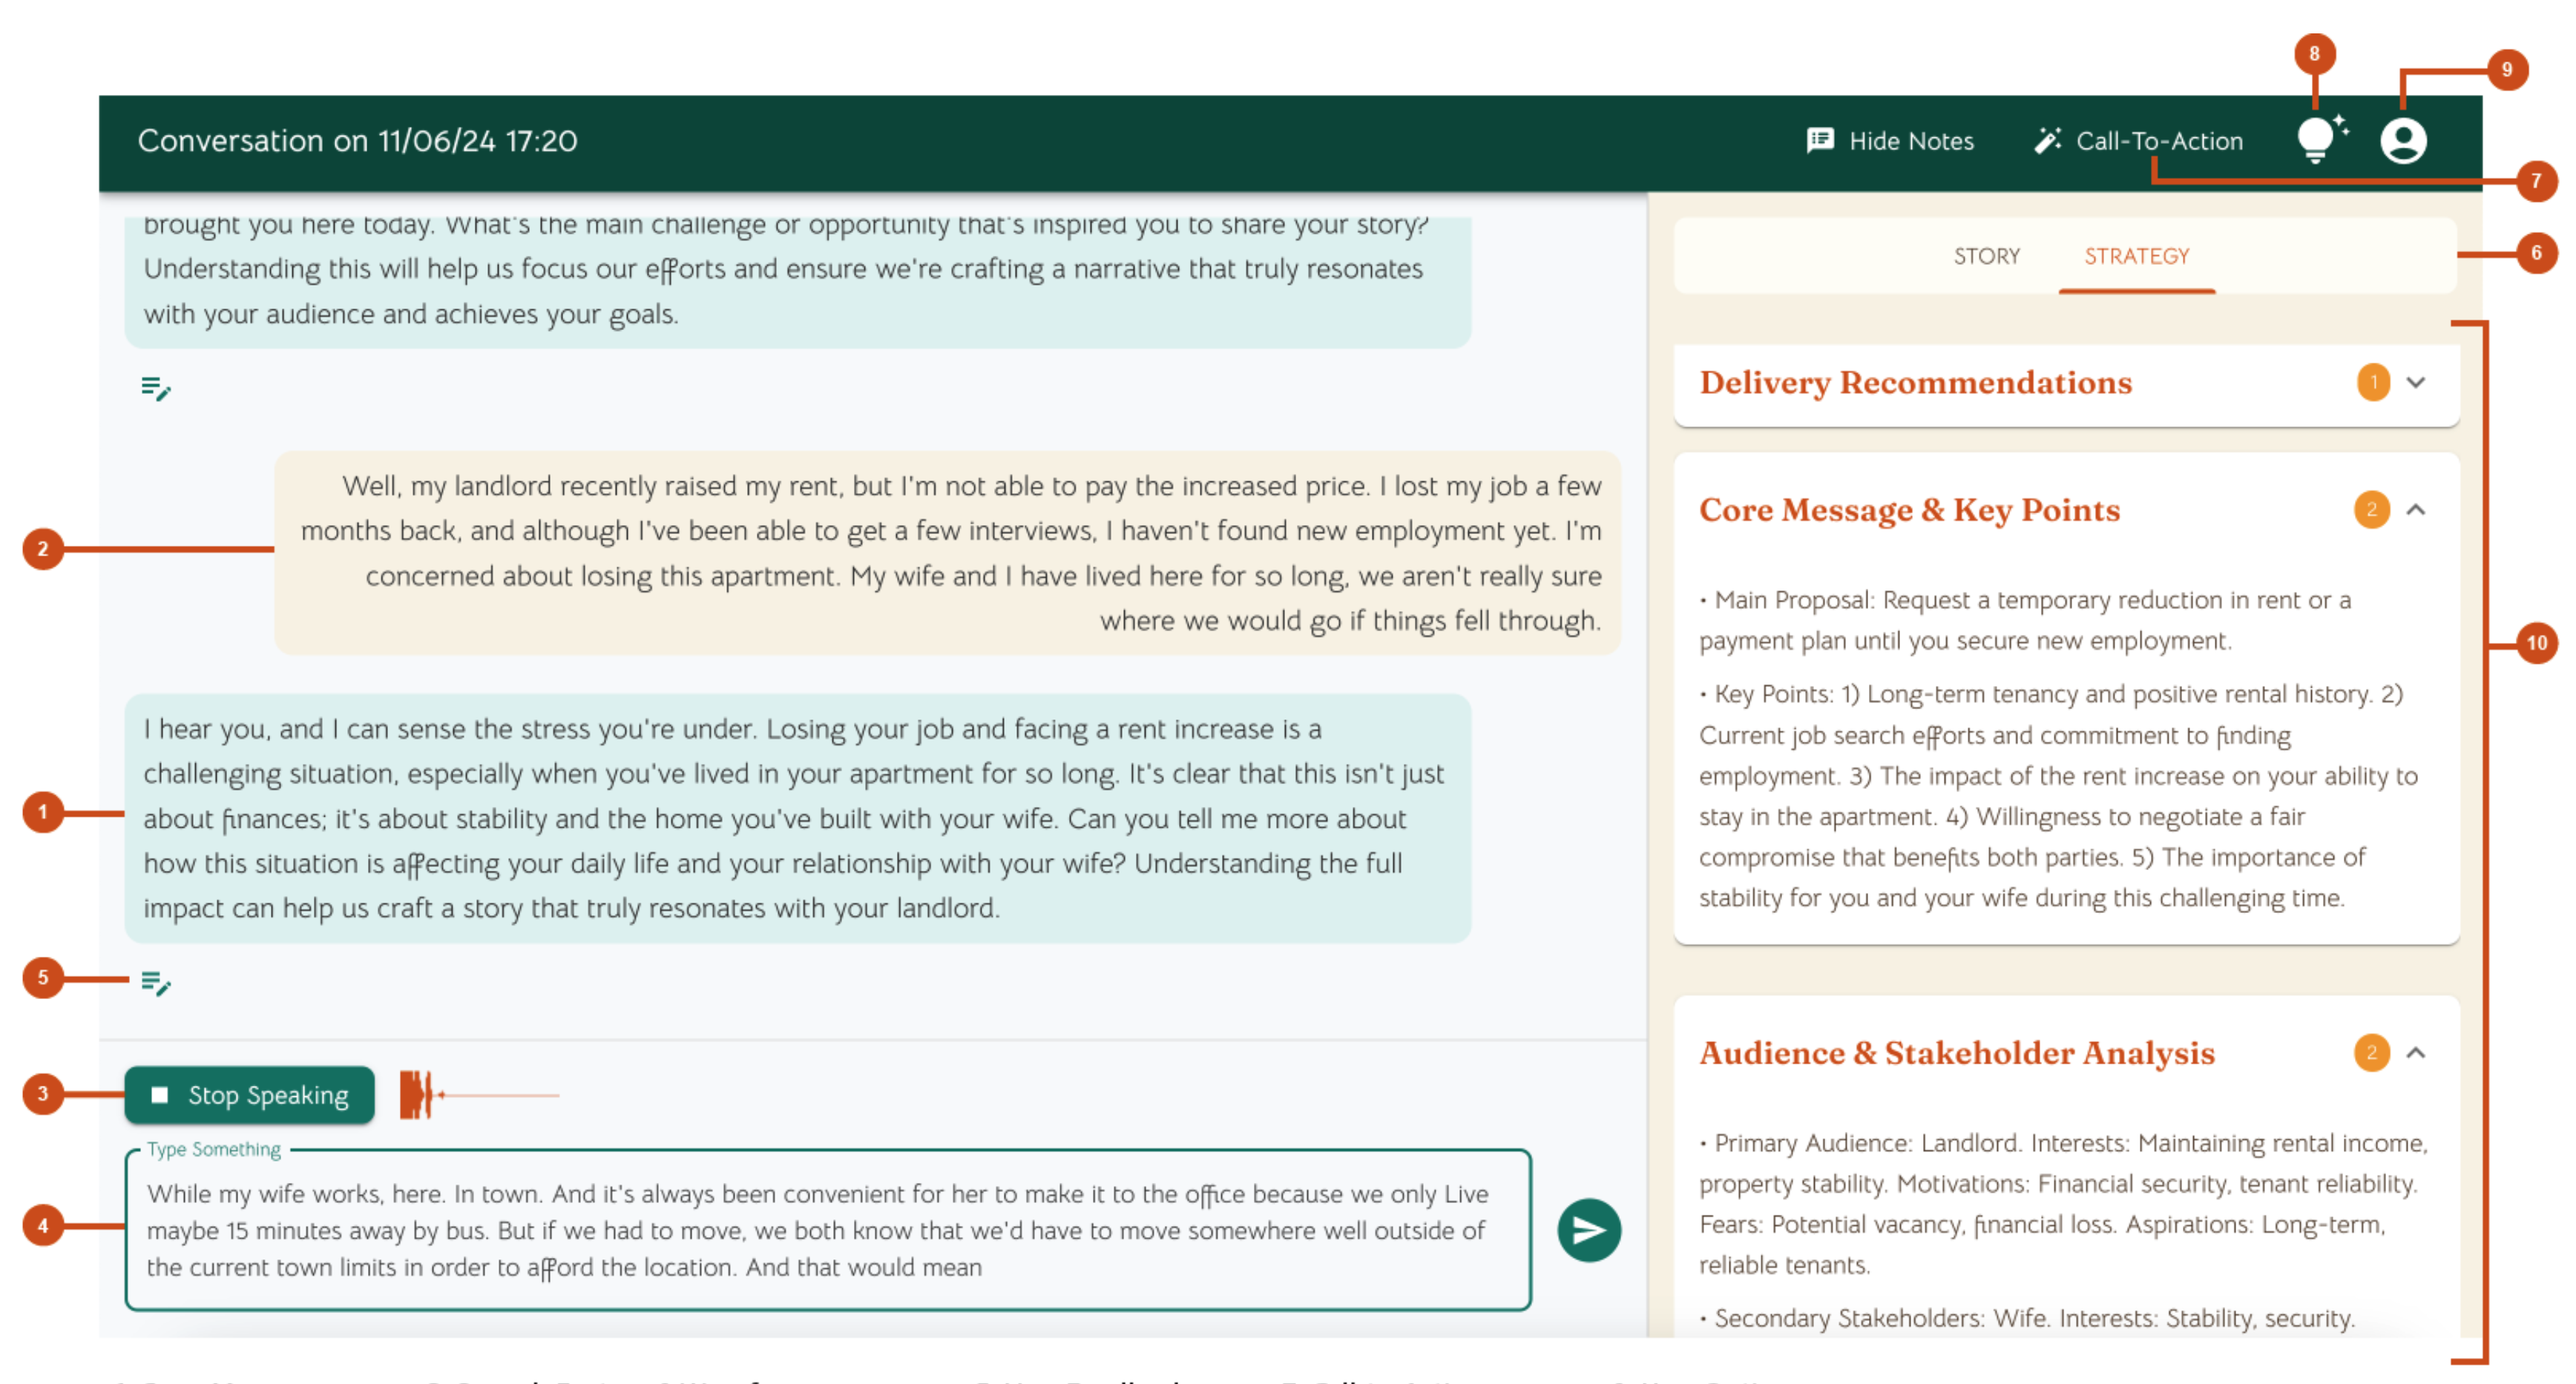 8
9
Conversation on 11/06/24 17:20
Hide Notes
Call-To-Action
7
brought you here today. What's the main challenge or opportunity that's inspired you to share your story?
Understanding this will help us focus our efforts and ensure we're crafting a narrative that truly resonates
with your audience and achieves your goals.
2
Well, my landlord recently raised my rent, but I'm not able to pay the increased price. I lost my job a few
months back, and although I've been able to get a few interviews, I haven't found new employment yet. I'm
concerned about losing this apartment. My wife and I have lived here for so long, we aren't really sure
where we would go if things fell through.
1
I hear you, and I can sense the stress you're under. Losing your job and facing a rent increase is a
challenging situation, especially when you've lived in your apartment for so long. It's clear that this isn't just
about finances; it's about stability and the home you've built with your wife. Can you tell me more about
how this situation is affecting your daily life and your relationship with your wife? Understanding the full
impact can help us craft a story that truly resonates with your landlord.
5
3
Stop Speaking
4
Type Something
While my wife works, here. In town. And it's always been convenient for her to make it to the office because we only Live
maybe 15 minutes away by bus. But if we had to move, we both know that we'd have to move somewhere well outside of
the current town limits in order to afford the location. And that would mean
STORY
STRATEGY
6
Delivery Recommendations
1
Core Message & Key Points
2
• Main Proposal: Request a temporary reduction in rent or a
payment plan until you secure new employment.
• Key Points: 1) Long-term tenancy and positive rental history. 2)
Current job search efforts and commitment to finding
employment. 3) The impact of the rent increase on your ability to
stay in the apartment. 4) Willingness to negotiate a fair
compromise that benefits both parties. 5) The importance of
stability for you and your wife during this challenging time.
10
Audience & Stakeholder Analysis
2
• Primary Audience: Landlord. Interests: Maintaining rental income,
property stability. Motivations: Financial security, tenant reliability.
Fears: Potential vacancy, financial loss. Aspirations: Long-term,
reliable tenants.
• Secondary Stakeholders: Wife. Interests: Stability, security.